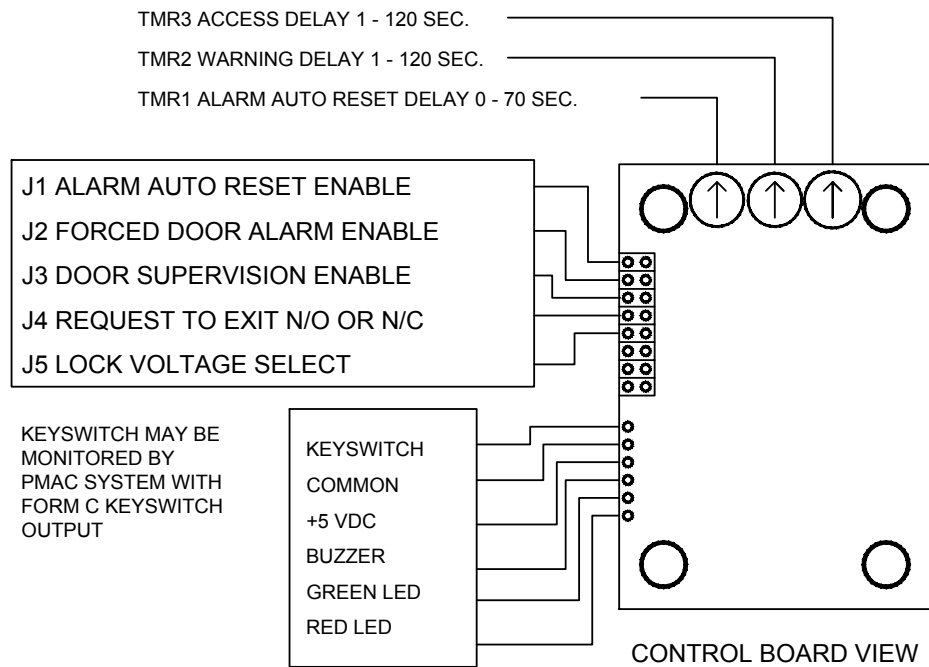 TMR3 ACCESS DELAY 1 - 120 SEC.
TMR2 WARNING DELAY 1 - 120 SEC.
TMR1 ALARM AUTO RESET DELAY 0 - 70 SEC.
J1 ALARM AUTO RESET ENABLE
J2 FORCED DOOR ALARM ENABLE
J3 DOOR SUPERVISION ENABLE
J4 REQUEST TO EXIT N/O OR N/C
J5 LOCK VOLTAGE SELECT
KEYSWITCH MAY BE
MONITORED BY
PMAC SYSTEM WITH
FORM C KEYSWITCH
OUTPUT
KEYSWITCH
COMMON
+5 VDC
BUZZER
GREEN LED
RED LED
CONTROL BOARD VIEW